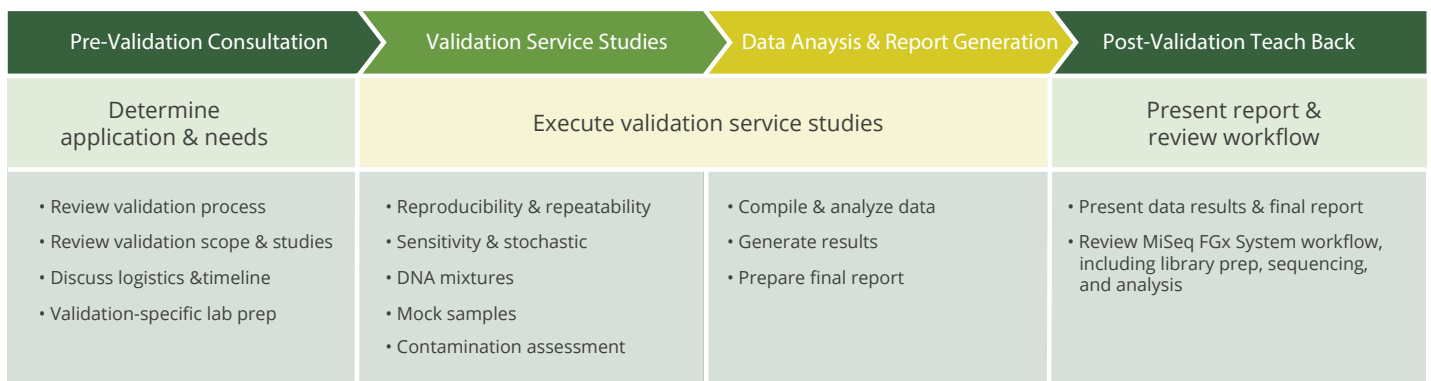 Pre-Validation Consultation
Validation Service Studies
Data Anaysis & Report Generation
Post-Validation Teach Back
Determine
application & needs
Execute validation service studies
Present report &
review workflow
• Review validation process
• Review validation scope & studies
• Discuss logistics &timeline
• Validation-specific lab prep
• Reproducibility & repeatability
• Sensitivity & stochastic
• DNA mixtures
• Mock samples
• Contamination assessment
• Compile & analyze data
• Generate results
• Prepare final report
• Present data results & final report
• Review MiSeq FGx System workflow,
including library prep, sequencing,
and analysis